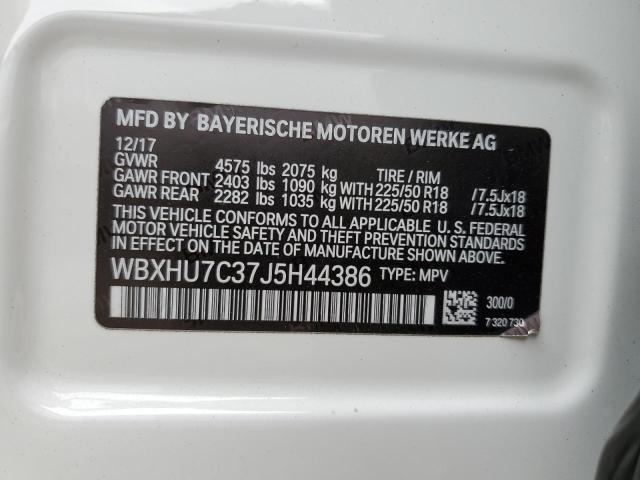 MFD BY BAYERISCHE MOTOREN WERKE AG
12/17
GVWR 4575 lbs 2075 kg TIRE / RIM
GAWR FRONT 2403 lbs 1090 kg WITH 225/50 R18 /7.5Jx18
GAWR REAR 2282 lbs 1035 kg WITH 225/50 R18 /7.5Jx18
THIS VEHICLE CONFORMS TO ALL APPLICABLE U. S. FEDERAL
MOTOR VEHICLE SAFETY AND THEFT PREVENTION STANDARDS
IN EFFECT ON THE DATE OF MANUFACTURE SHOWN ABOVE.
WBXHU7C37J5H44386 TYPE: MPV
300/0
7 320 730